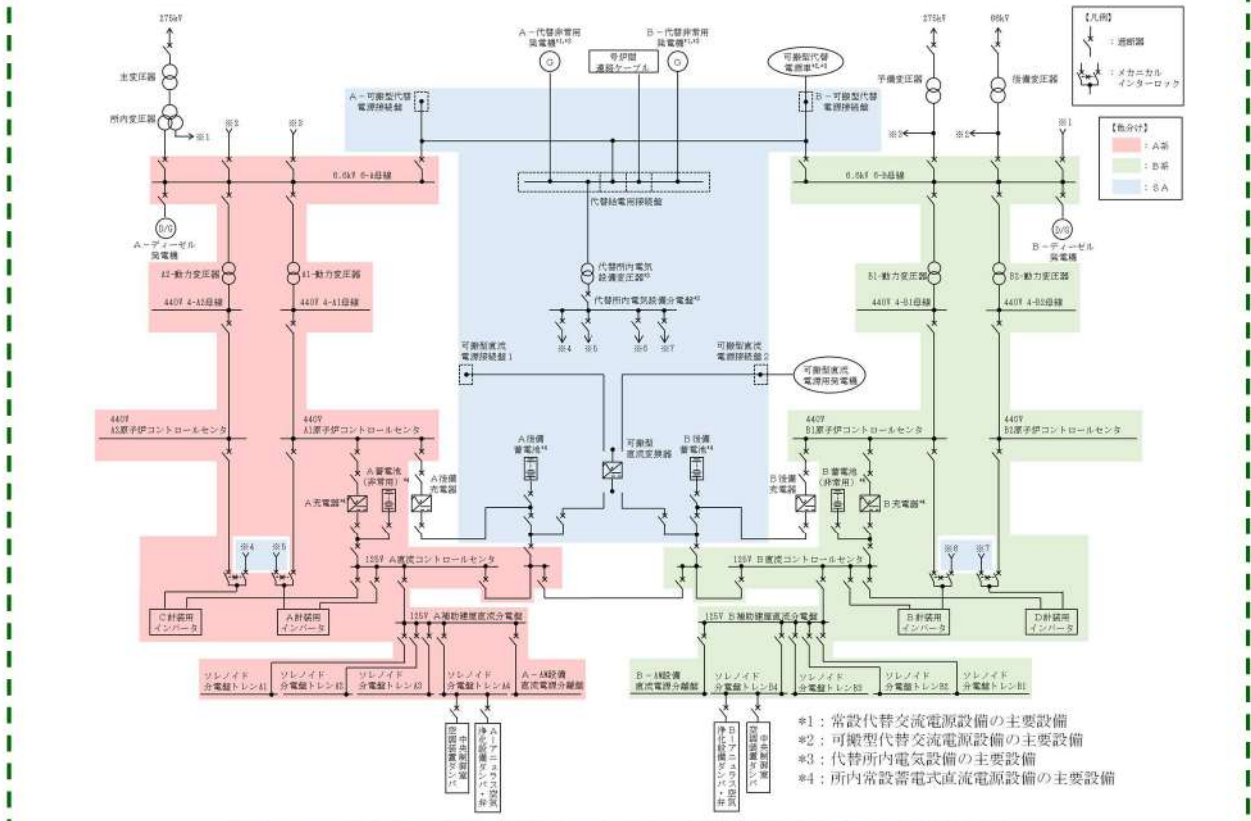 275kV
主変圧器
所内変圧器
※1
※2
※3
A－代替非常用
発電機*1,*3
号炉間
連絡ケーブル
B－代替非常用
発電機*1,*3
可搬型代替
電源車*2,*3
A－可搬型代替
電源接続盤
B－可搬型代替
電源接続盤
275kV
66kV
予備変圧器
後備変圧器
※3
※2
※1
【凡例】
：遮断器
：メカニカル
インターロック
【色分け】
：A系
：B系
：SA
6.6kV 6-A母線
6.6kV 6-B母線
代替給電用接続盤
D/G
A－ディーゼル
発電機
D/G
B－ディーゼル
発電機
A2-動力変圧器
A1-動力変圧器
代替所内電気
設備変圧器*3
B1-動力変圧器
B2-動力変圧器
440V 4-A2母線
440V 4-A1母線
代替所内電気設備分電盤*3
440V 4-B1母線
440V 4-B2母線
※4
※5
※6
※7
可搬型直流
電源接続盤1
可搬型直流
電源接続盤2
可搬型直流
電源用発電機
440V
A2原子炉コントロールセンタ
440V
A1原子炉コントロールセンタ
440V
B1原子炉コントロールセンタ
440V
B2原子炉コントロールセンタ
A蓄電池
（非常用）*4
A充電器*4
A後備
充電器
A後備
蓄電池*4
可搬型
直流変換器
B後備
蓄電池*4
B後備
充電器
B蓄電池
（非常用）*4
B充電器*4
※4
※5
※6
※7
125V A直流コントロールセンタ
125V B直流コントロールセンタ
C計装用
インバータ
A計装用
インバータ
B計装用
インバータ
D計装用
インバータ
125V A補助建屋直流分電盤
125V B補助建屋直流分電盤
ソレノイド
分電盤トレンA1
ソレノイド
分電盤トレンA2
ソレノイド
分電盤トレンA3
ソレノイド
分電盤トレンA4
A－AM設備
直流電源分離盤
B－AM設備
直流電源分離盤
ソレノイド
分電盤トレンB4
ソレノイド
分電盤トレンB3
ソレノイド
分電盤トレンB2
ソレノイド
分電盤トレンB1
中央制御室
空調装置ダンパ
A－アニュラス空気
浄化設備ダンパ・弁
B－アニュラス空気
浄化設備ダンパ・弁
中央制御室
空調装置ダンパ
*1：常設代替交流電源設備の主要設備
*2：可搬型代替交流電源設備の主要設備
*3：代替所内電気設備の主要設備
*4：所内常設蓄電式直流電源設備の主要設備